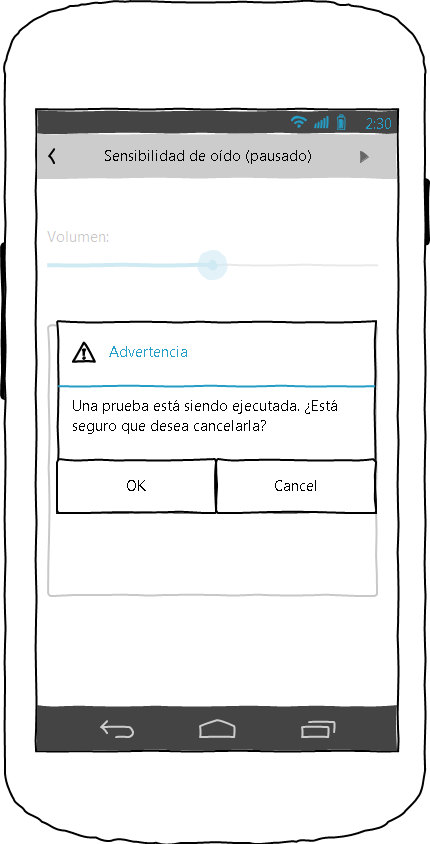 2:30
Sensibilidad de oído (pausado)
Volumen:
Advertencia
Una prueba está siendo ejecutada. ¿Está
seguro que desea cancelarla?
OK
Cancel